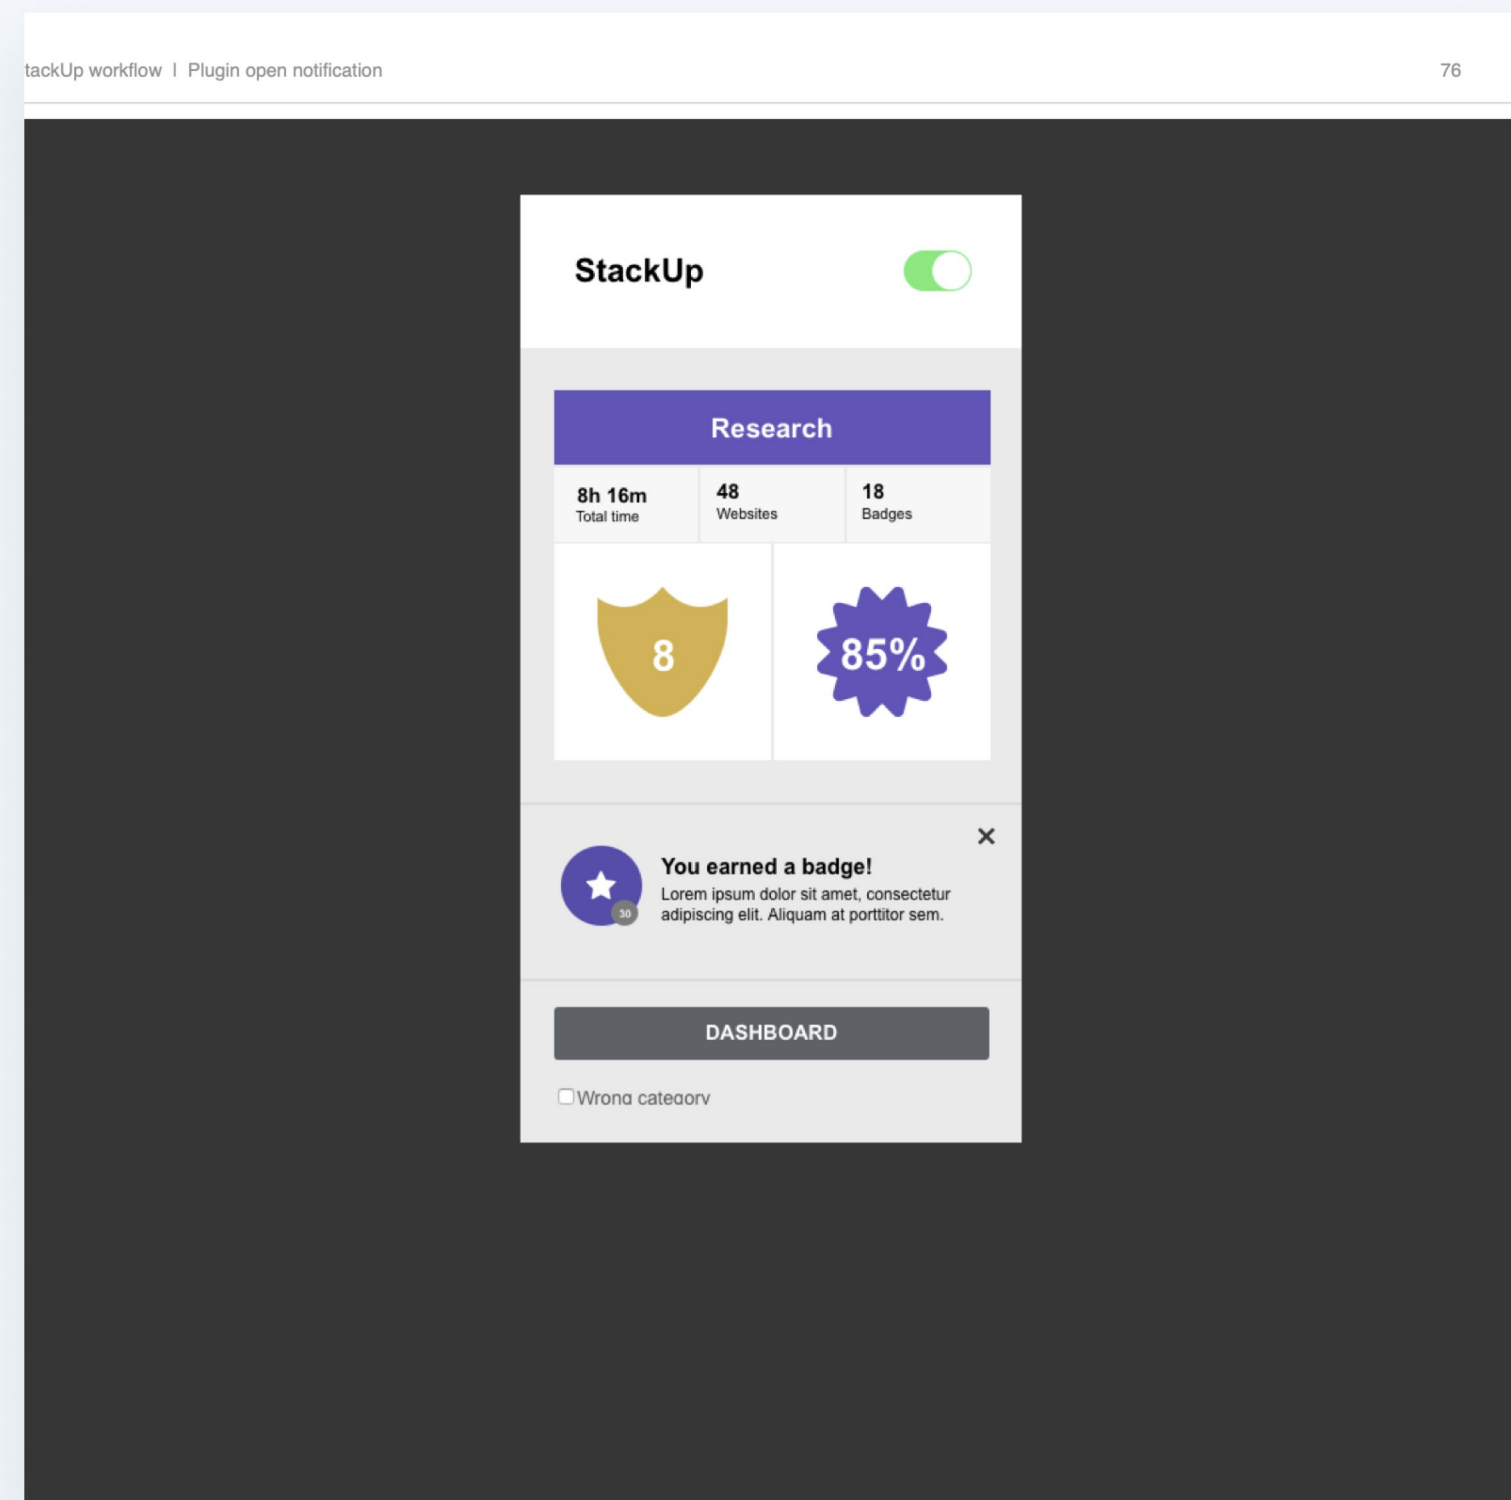 tackUp workflow | Plugin open notification
76
StackUp
Research
8h 16m
Total time
48
Websites
18
Badges
8
85%
You earned a badge!
Lorem ipsum dolor sit amet, consectetur
adipiscing elit. Aliquam at porttitor sem.
30
DASHBOARD
Wrong category